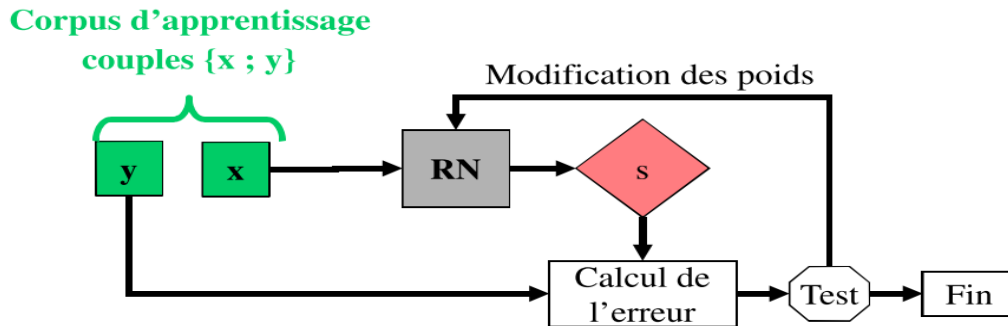 Corpus d’apprentissage
couples {x ; y}
Modification des poids
y
x
RN
s
Calcul de
l’erreur
Test
Fin